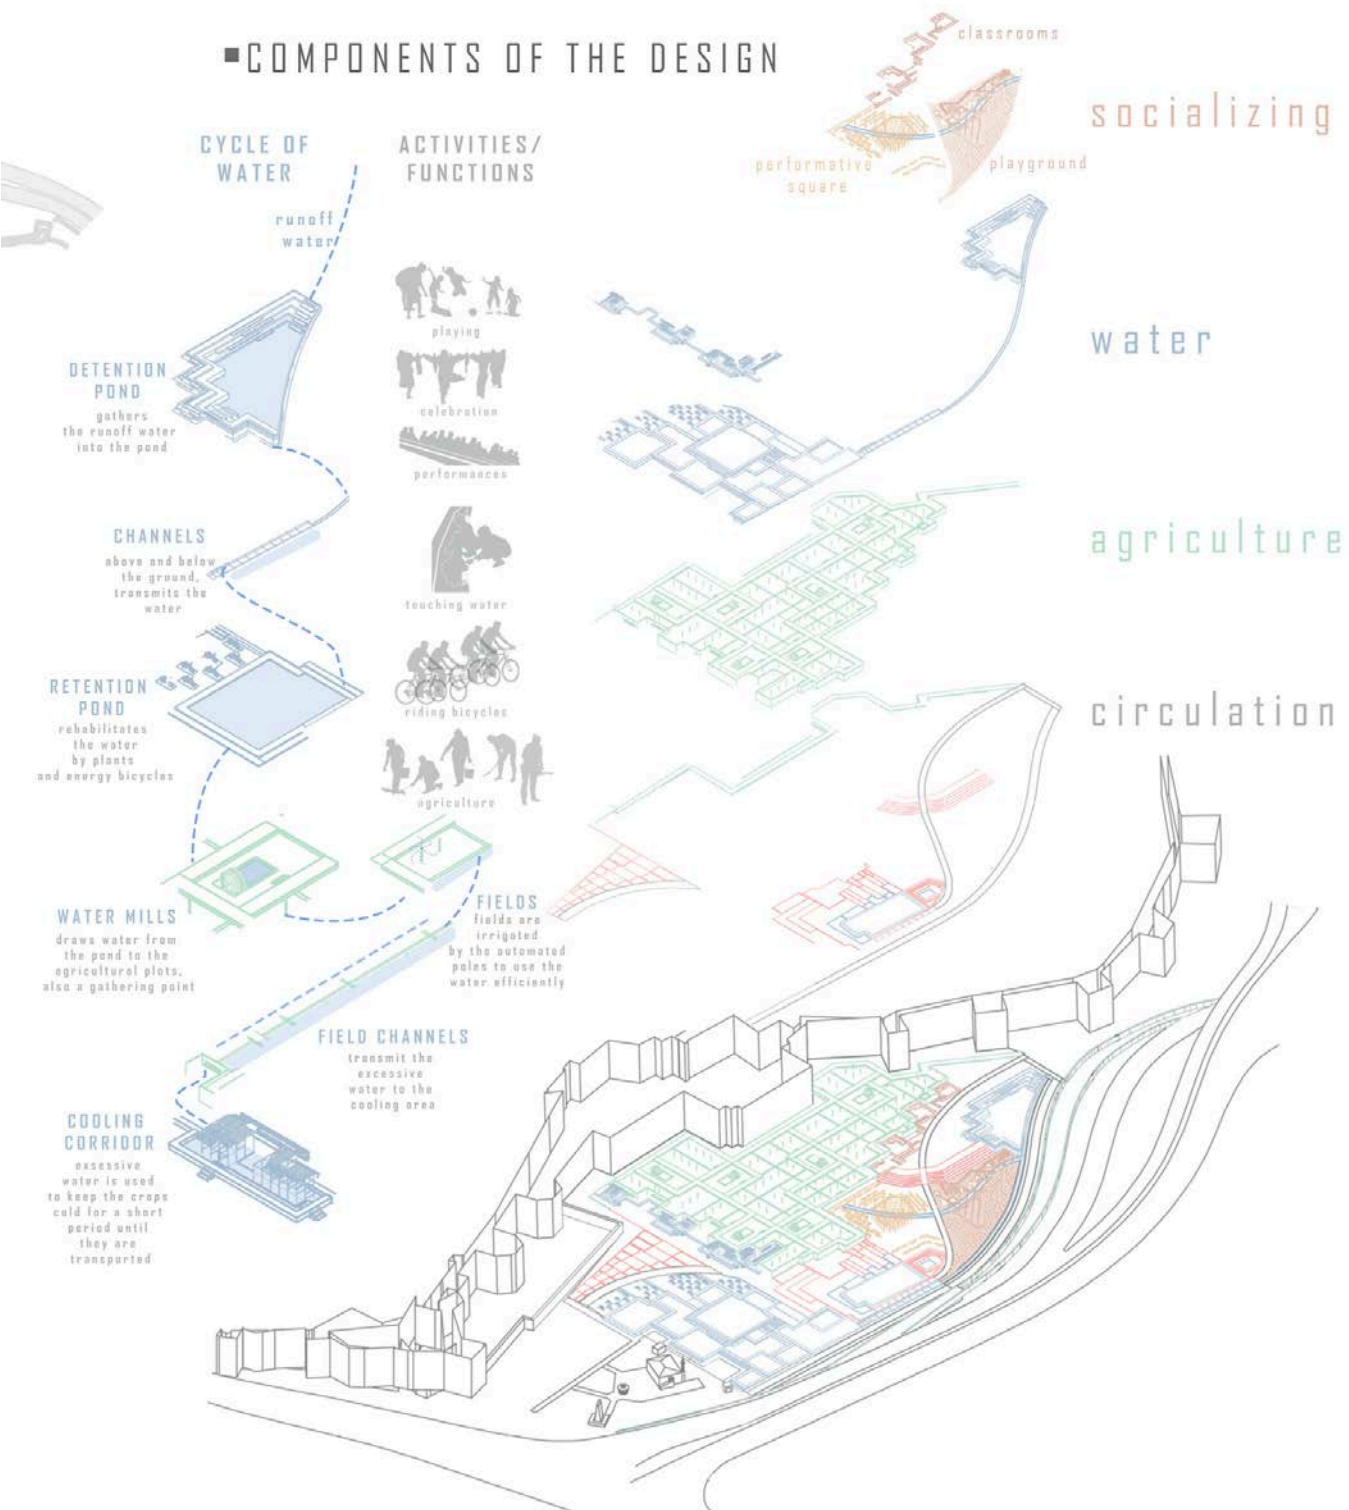 ▪COMPONENTS OF THE DESIGN
CYCLE OF
WATER
runoff
water
DETENTION
POND
gathers
the runoff water
into the pond
CHANNELS
above and below
the ground,
transmits the
water
RETENTION
POND
rehabilitates
the water
by plants
and energy bicycles
WATER MILLS
draws water from
the pond to the
agricultural plots,
also a gathering point
FIELDS
fields are
irrigated
by the automated
poles to use the
water efficiently
FIELD CHANNELS
transmit the
excessive
water to the
cooling area
COOLING
CORRIDOR
exsessive
water is used
to keep the crops
cold for a short
period until
they are
transported
ACTIVITIES/
FUNCTIONS
playing
celebration
performances
touching water
riding bicycles
agriculture
classrooms
performative
square
playground
socializing
water
agriculture
circulation